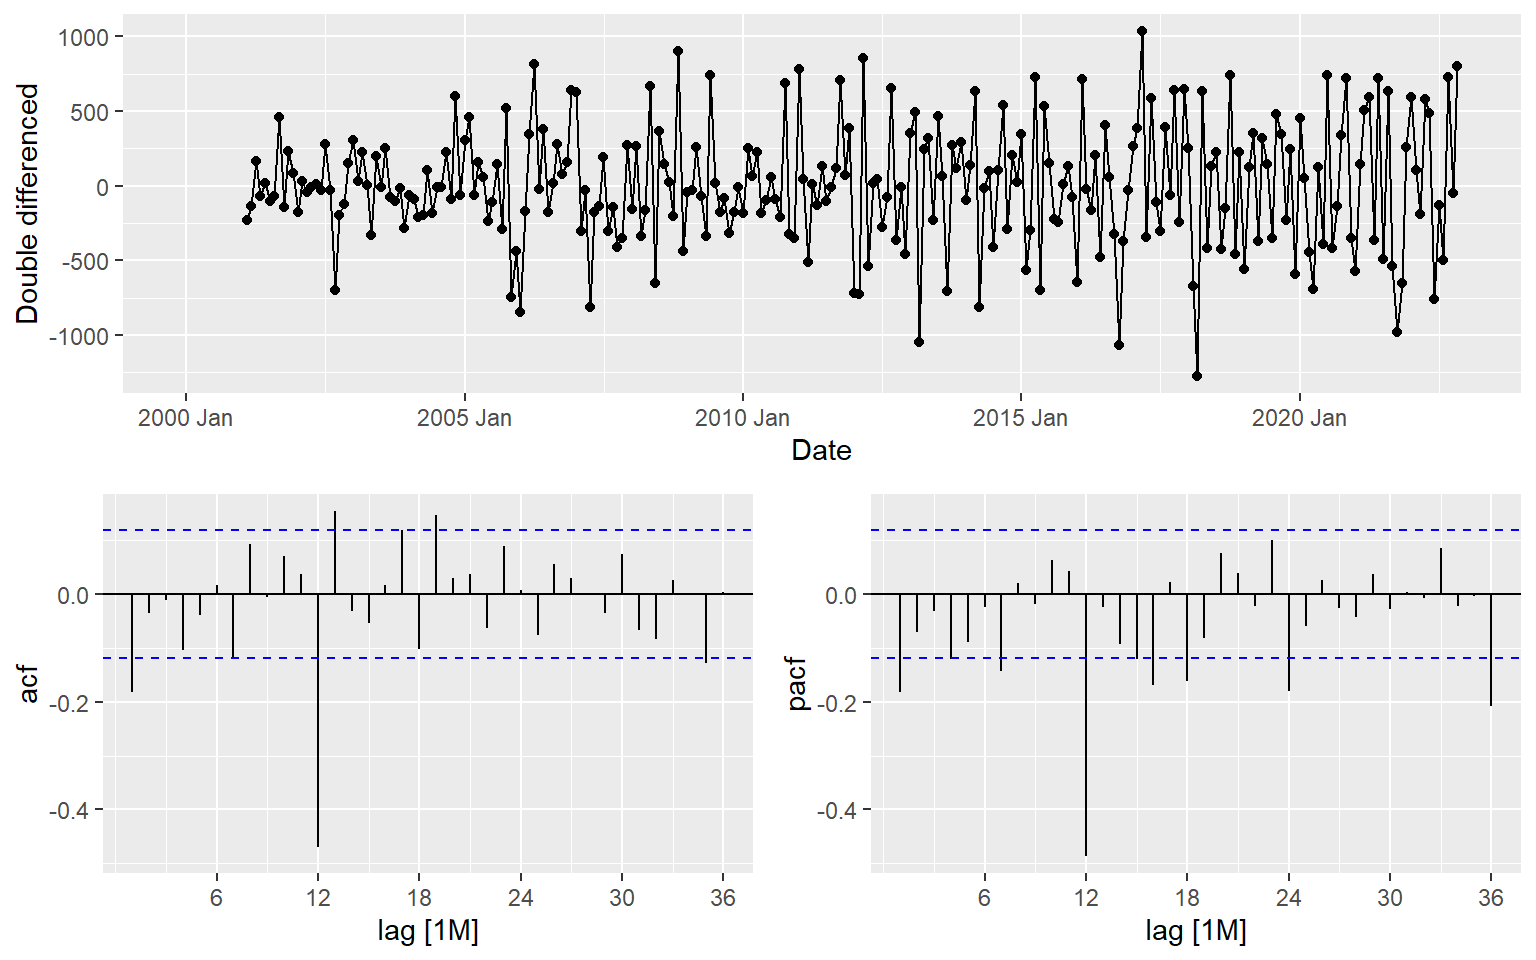 Double differenced
1000
500
0
-500
-1000
2000 Jan 2005 Jan 2010 Jan 2015 Jan 2020 Jan
Date
acf
0.0
-0.2
-0.4
6 12 18 24 30 36
lag [1M]
pacf
0.0
-0.2
-0.4
6 12 18 24 30 36
lag [1M]